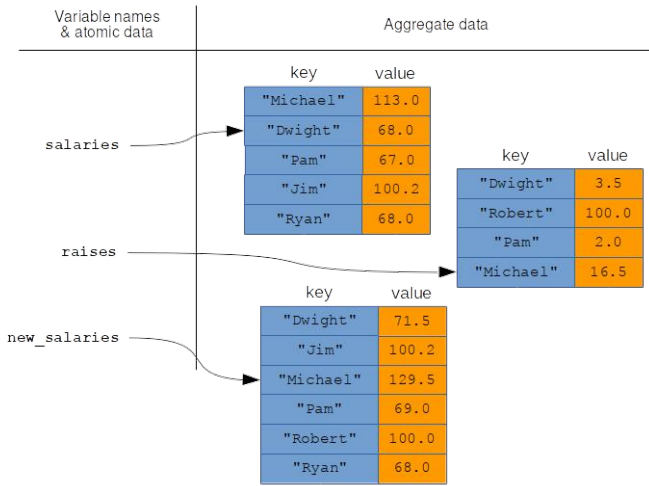 Variable names
& atomic data
Aggregate data
key value
"Michael" 113.0
"Dwight" 68.0
"Pam" 67.0
"Jim" 100.2
"Ryan" 68.0
salaries
key value
"Dwight" 3.5
"Robert" 100.0
"Pam" 2.0
"Michael" 16.5
raises
key value
"Dwight" 71.5
"Jim" 100.2
"Michael" 129.5
"Pam" 69.0
"Robert" 100.0
"Ryan" 68.0
new_salaries